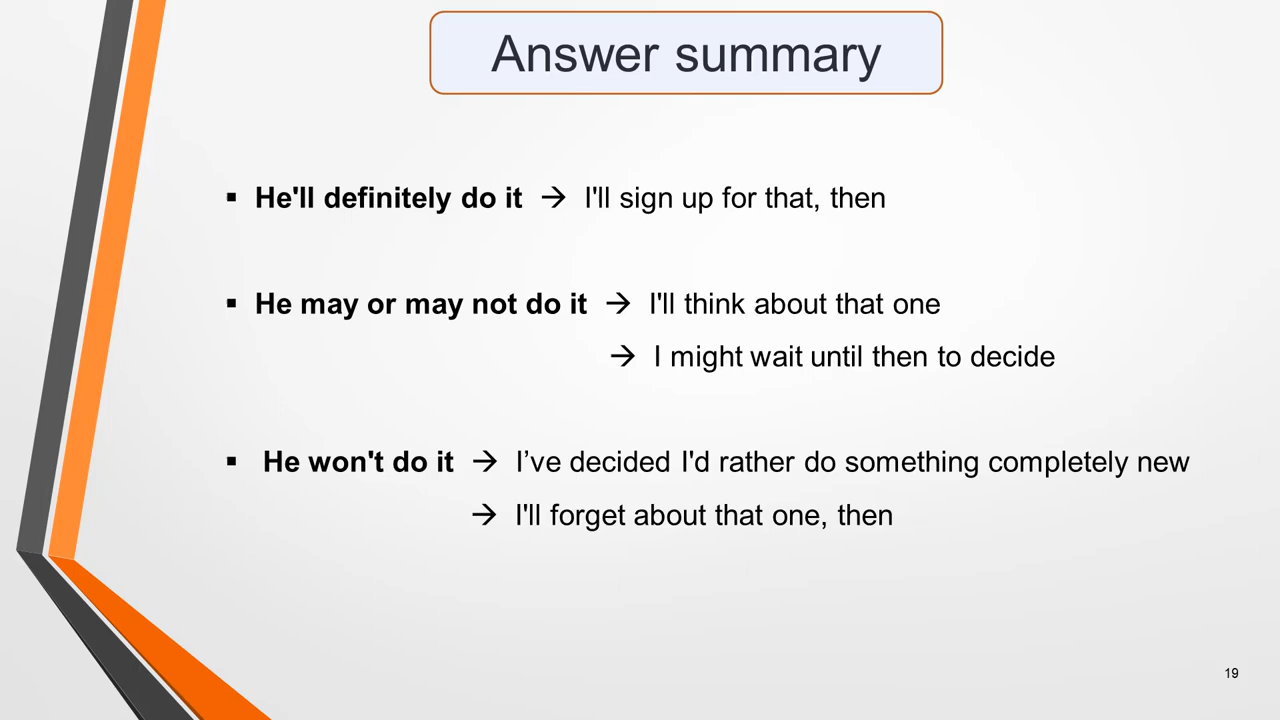 Answer summary
▪ He'll definitely do it → I'll sign up for that, then
▪ He may or may not do it → I'll think about that one
→ I might wait until then to decide
▪ He won't do it → I’ve decided I'd rather do something completely new
→ I'll forget about that one, then
19